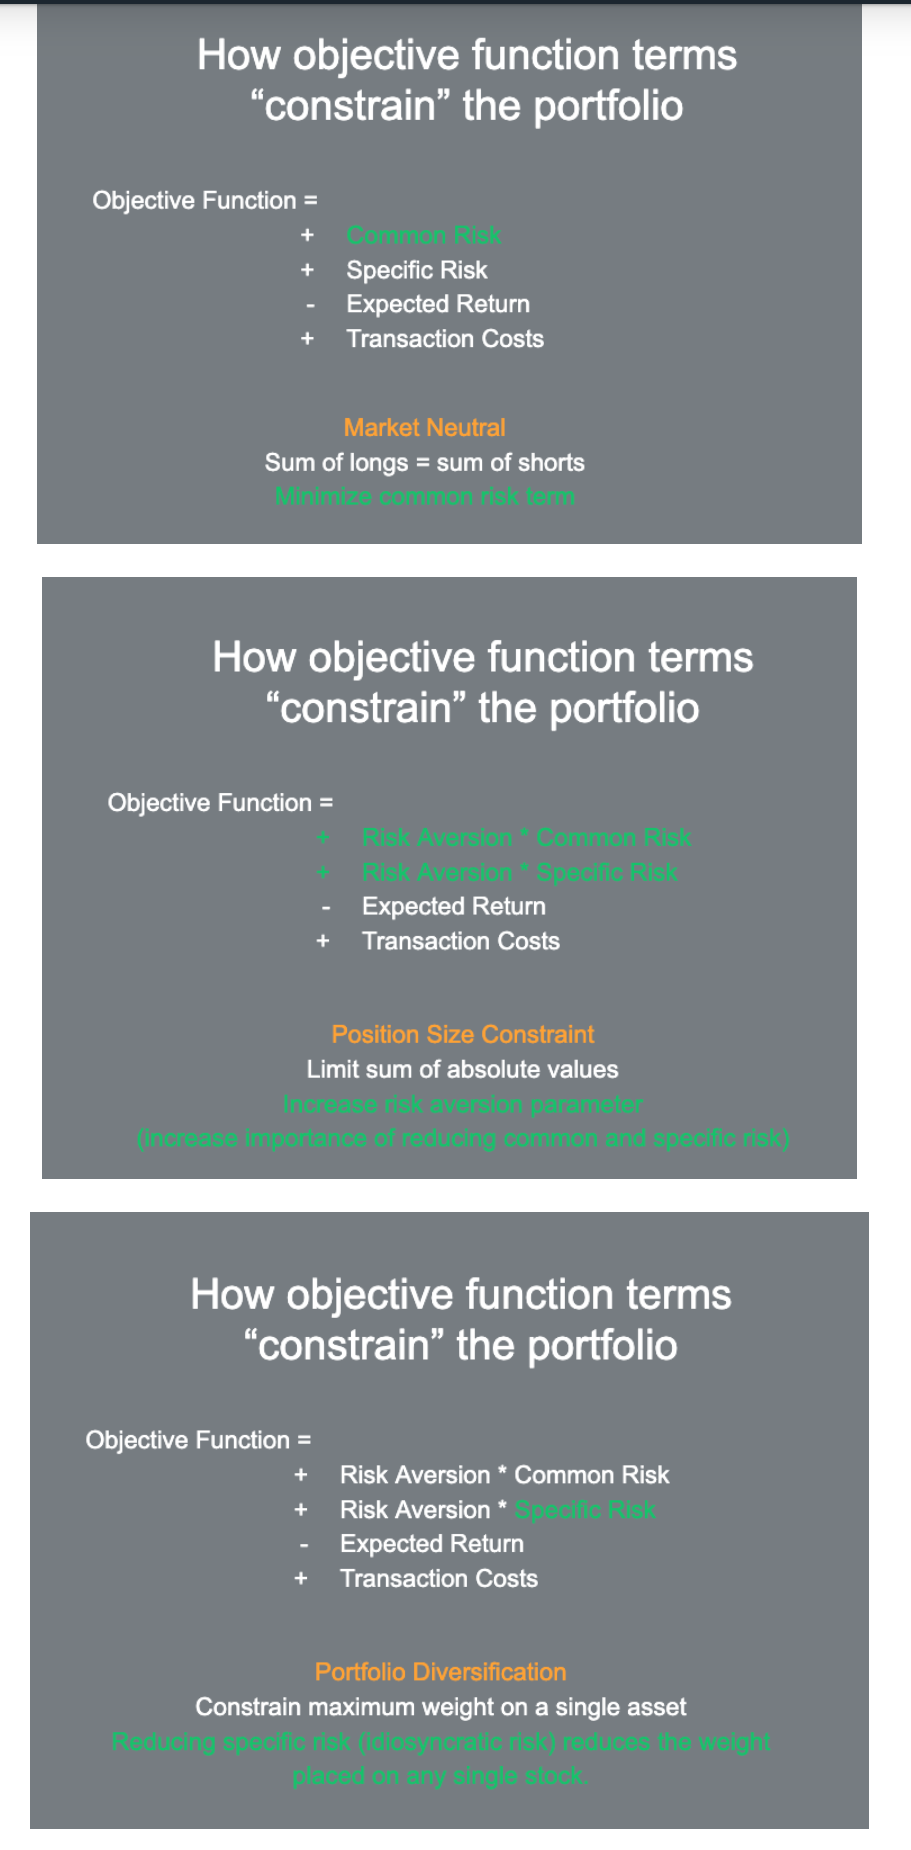 How objective function terms
“constrain” the portfolio
Objective Function =
+ Common Risk
+ Specific Risk
- Expected Return
+ Transaction Costs
Market Neutral
Sum of longs = sum of shorts
Minimize common risk term
How objective function terms
“constrain” the portfolio
Objective Function =
+ Risk Aversion * Common Risk
+ Risk Aversion * Specific Risk
- Expected Return
+ Transaction Costs
Position Size Constraint
Limit sum of absolute values
Increase risk aversion parameter
(increase importance of reducing common and specific risk)
How objective function terms
“constrain” the portfolio
Objective Function =
+ Risk Aversion * Common Risk
+ Risk Aversion * Specific Risk
- Expected Return
+ Transaction Costs
Portfolio Diversification
Constrain maximum weight on a single asset
Reducing specific risk (idiosyncratic risk) reduces the weight
placed on any single stock.